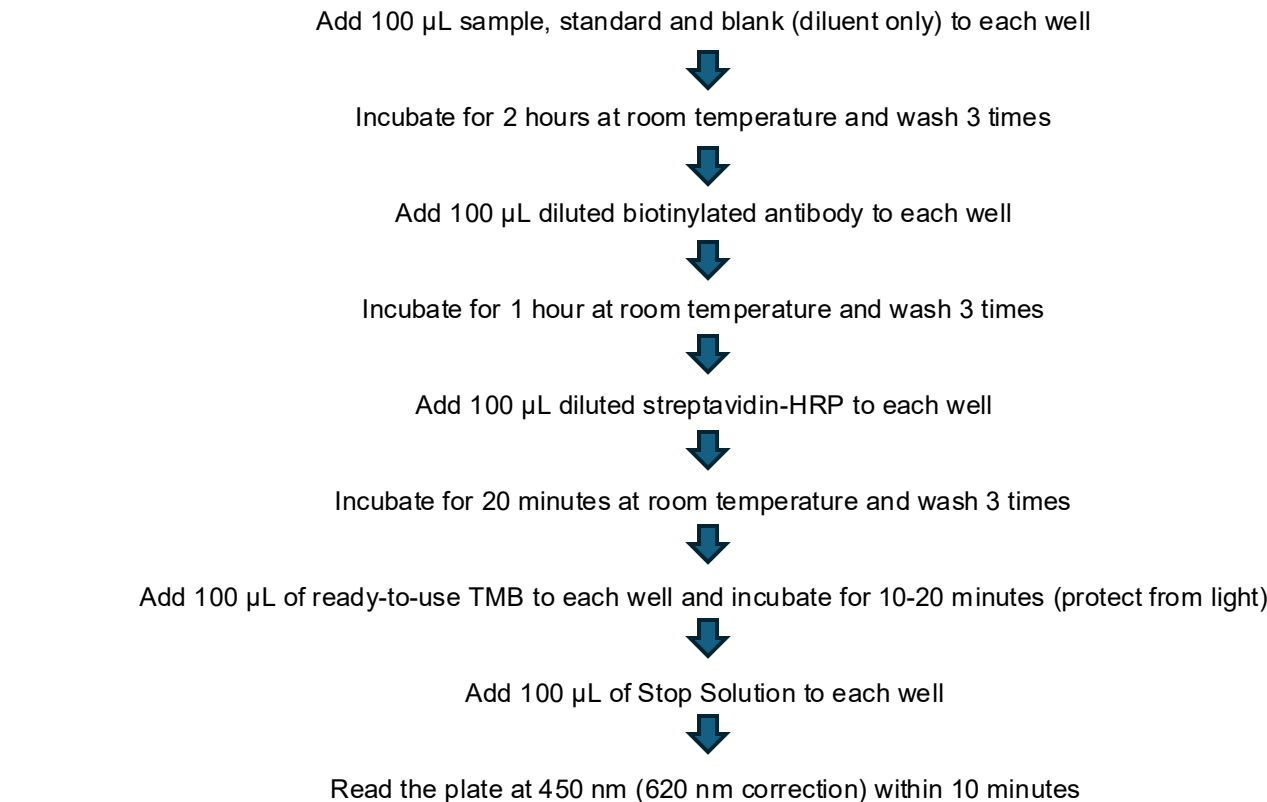 Add 100 µL sample, standard and blank (diluent only) to each well
Incubate for 2 hours at room temperature and wash 3 times
Add 100 µL diluted biotinylated antibody to each well
Incubate for 1 hour at room temperature and wash 3 times
Add 100 µL diluted streptavidin-HRP to each well
Incubate for 20 minutes at room temperature and wash 3 times
Add 100 µL of ready-to-use TMB to each well and incubate for 10-20 minutes (protect from light)
Add 100 µL of Stop Solution to each well
Read the plate at 450 nm (620 nm correction) within 10 minutes